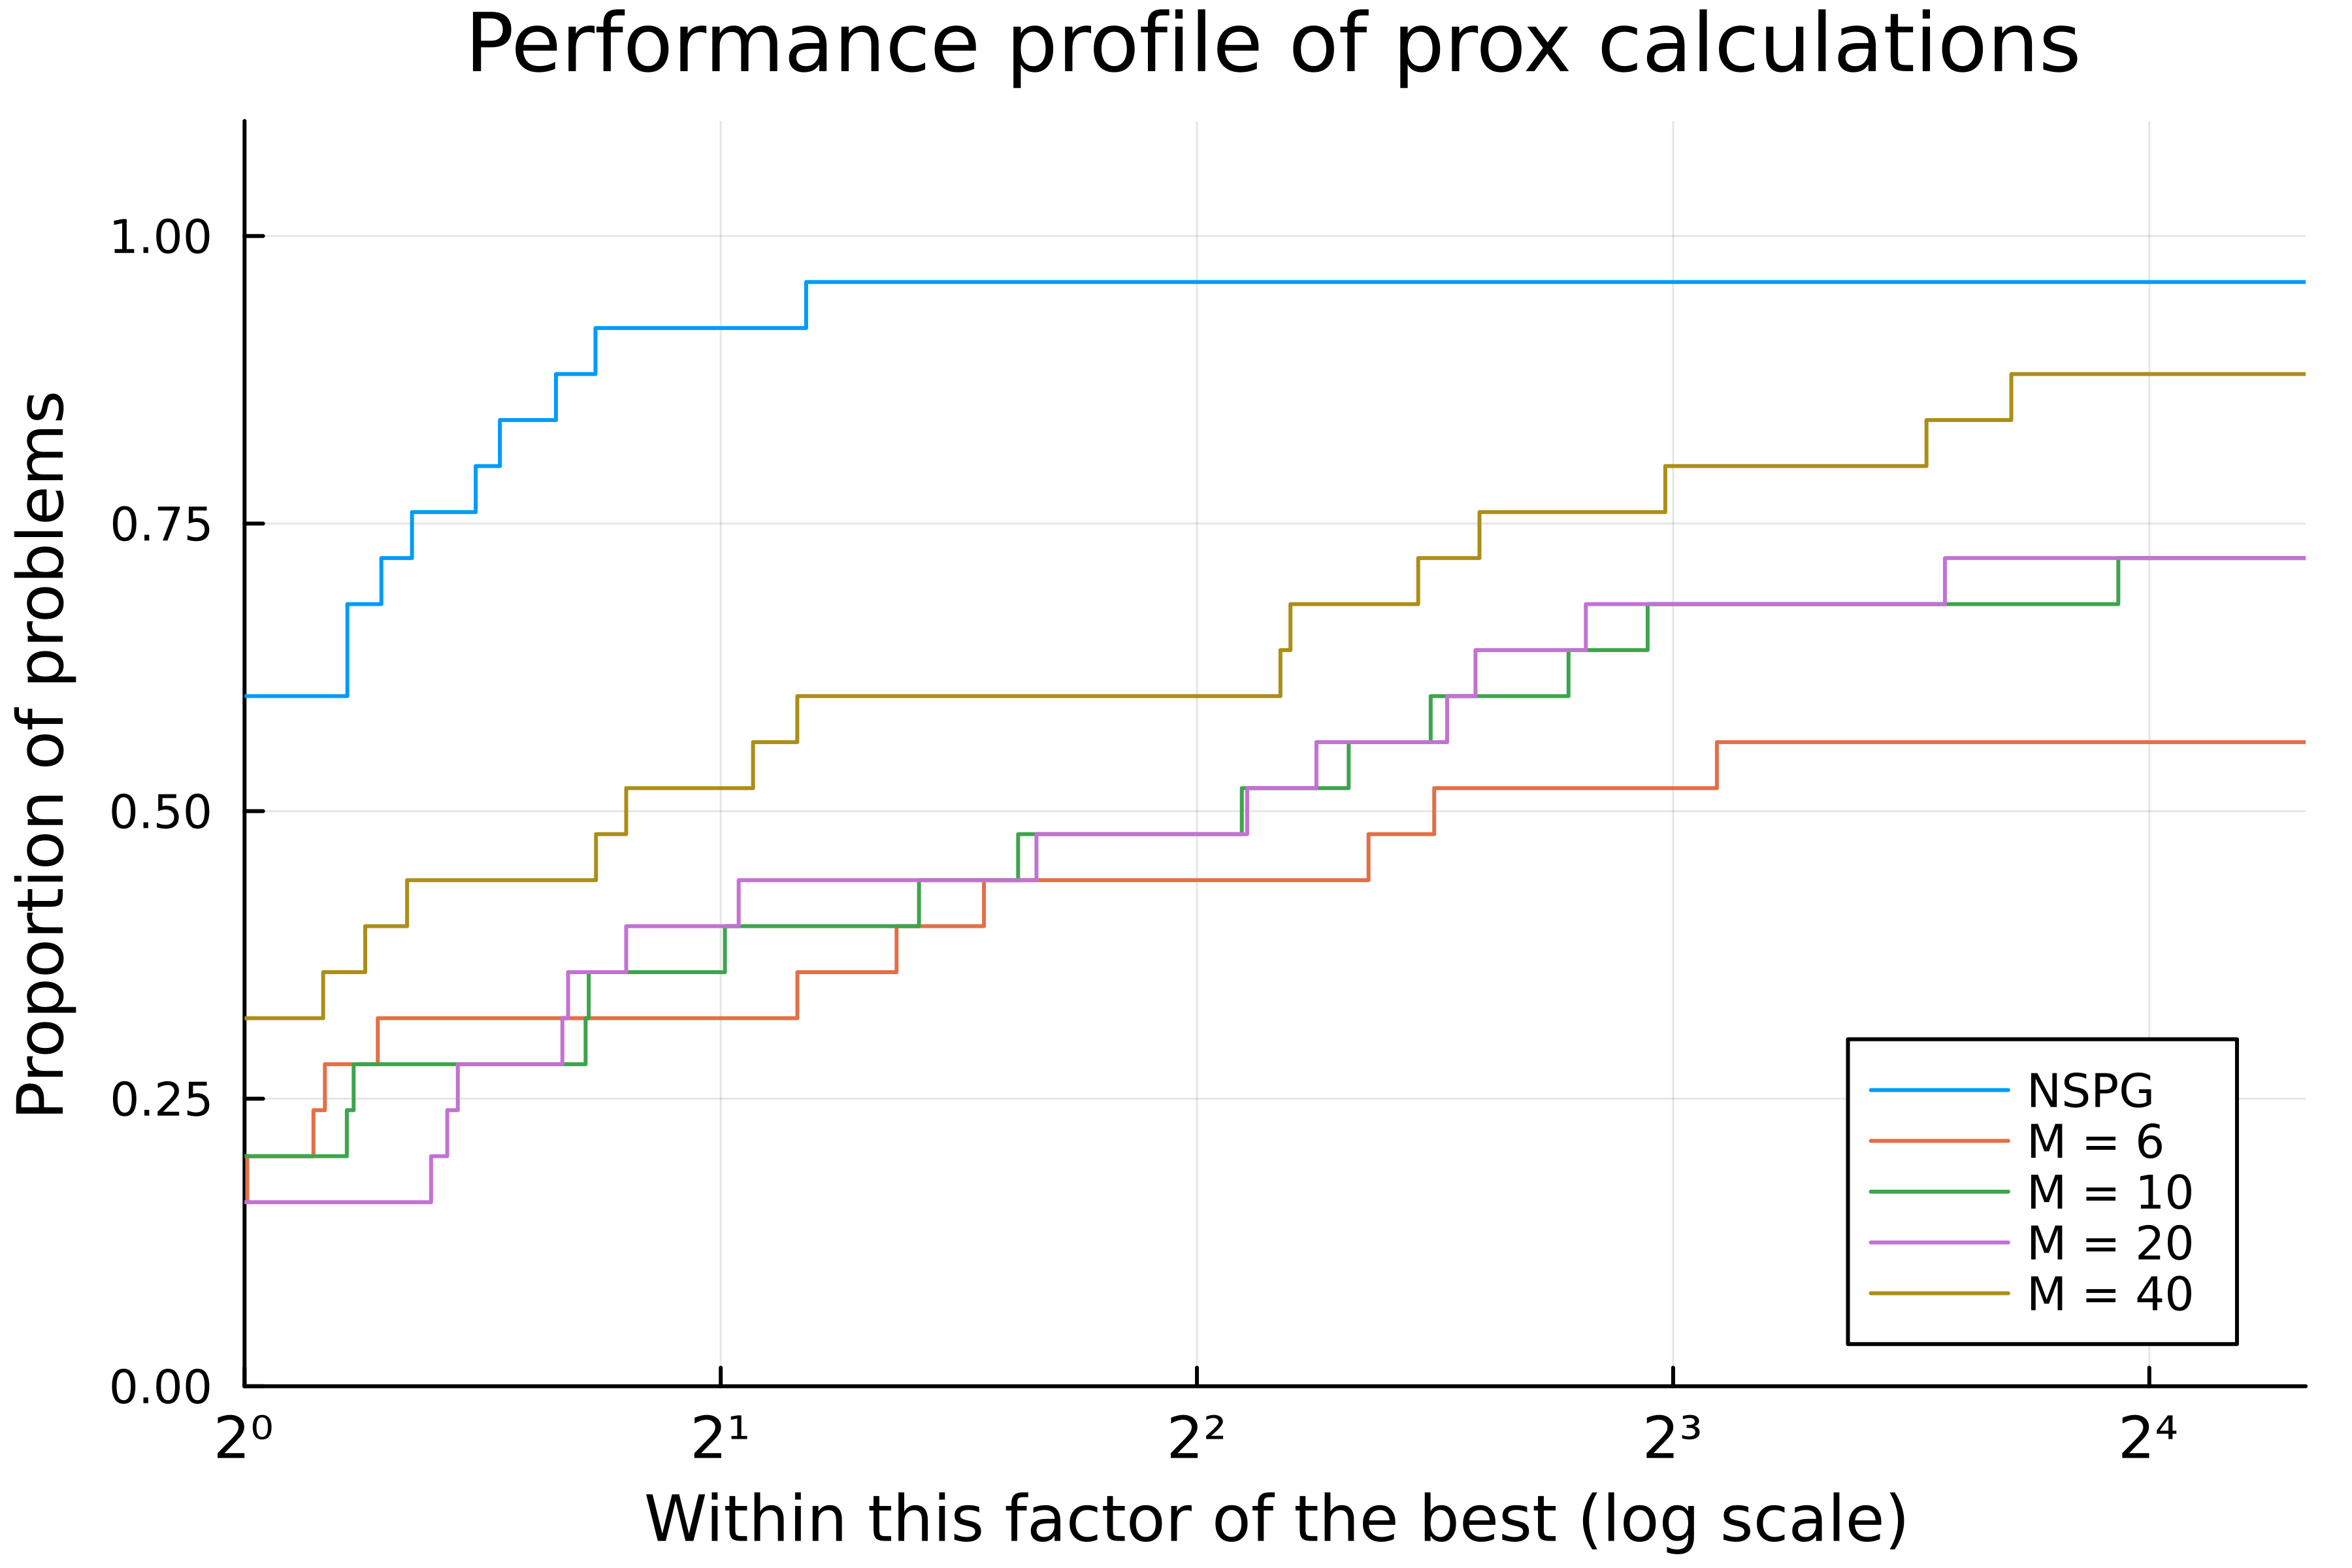 Performance profile of prox calculations
Proportion of problems
1.00
0.75
0.50
0.25
0.00
2⁰ 2¹ 2² 2³ 2⁴
Within this factor of the best (log scale)
NSPG
M = 6
M = 10
M = 20
M = 40